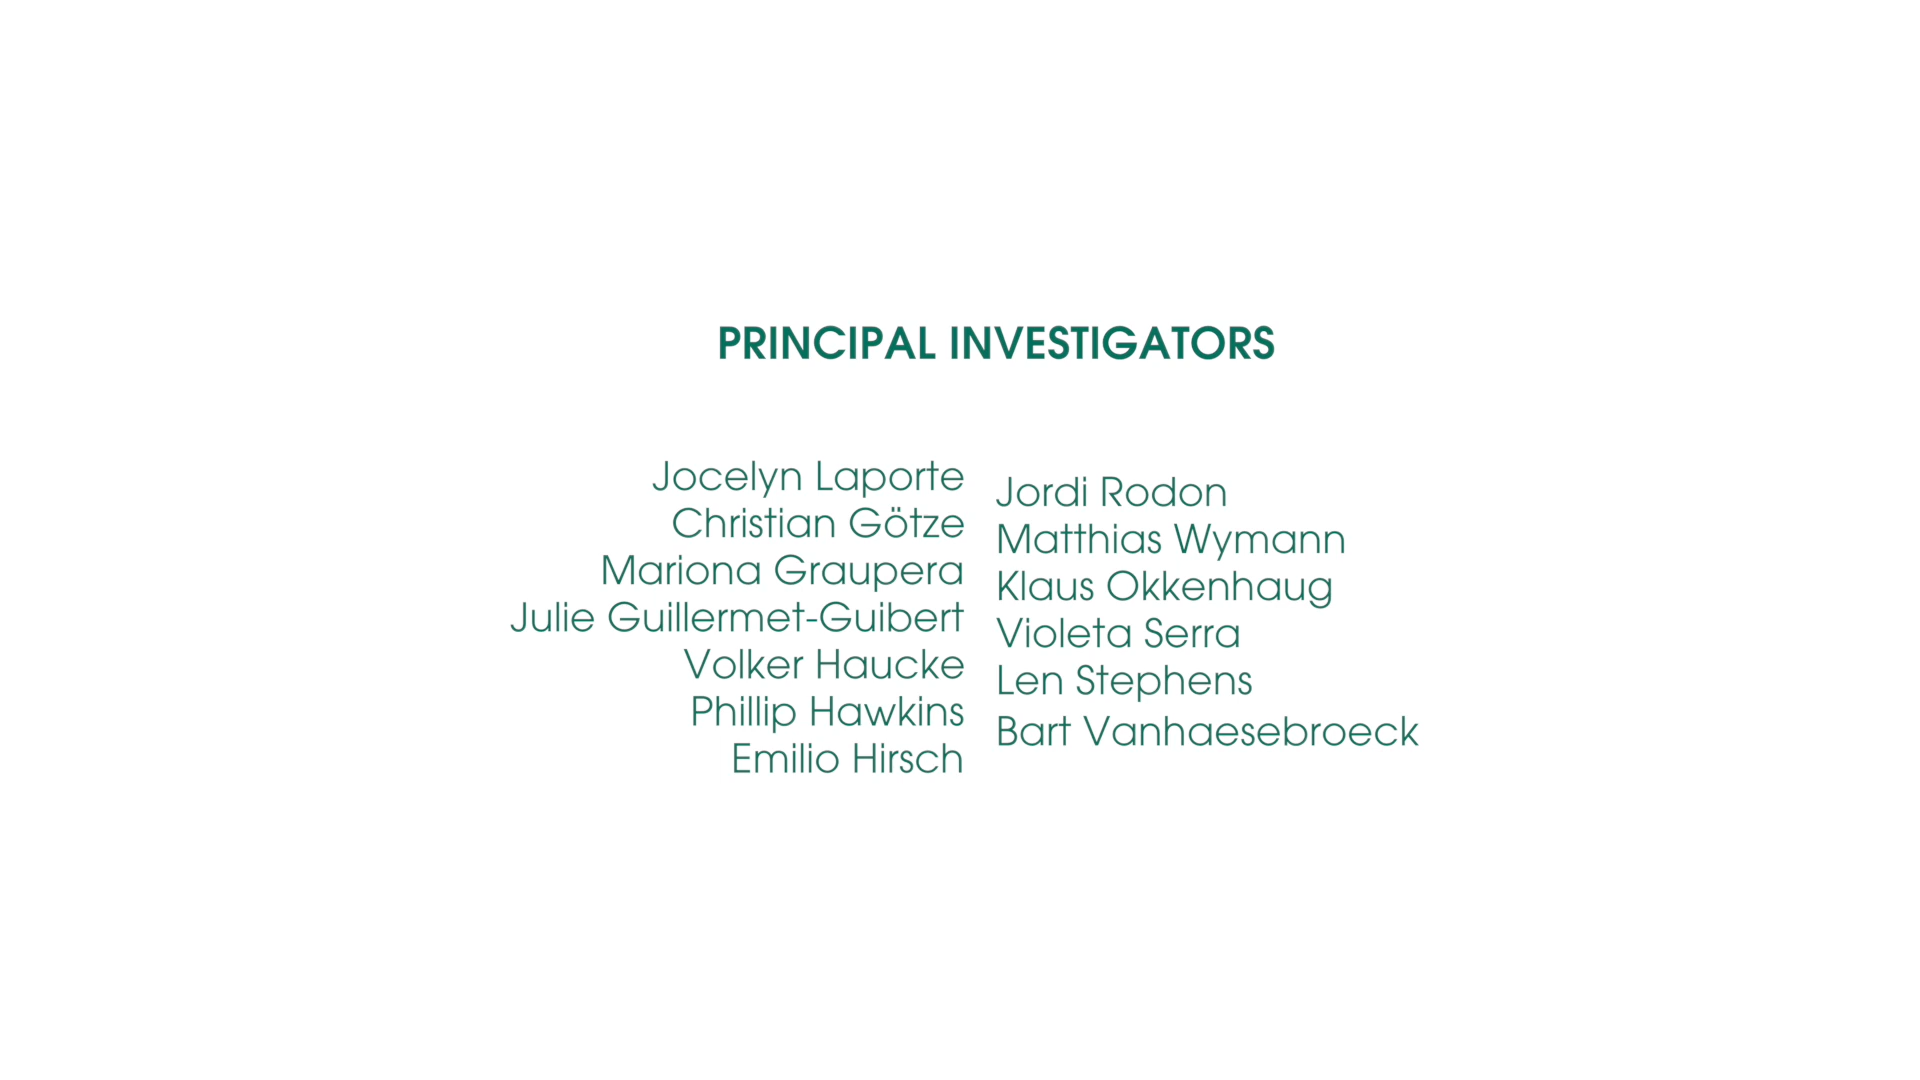 PRINCIPAL INVESTIGATORS
Jocelyn Laporte
Christian Götze
Mariona Graupera
Julie Guillermet-Guibert
Volker Haucke
Phillip Hawkins
Emilio Hirsch
Jordi Rodon
Matthias Wymann
Klaus Okkenhaug
Violeta Serra
Len Stephens
Bart Vanhaesebroeck